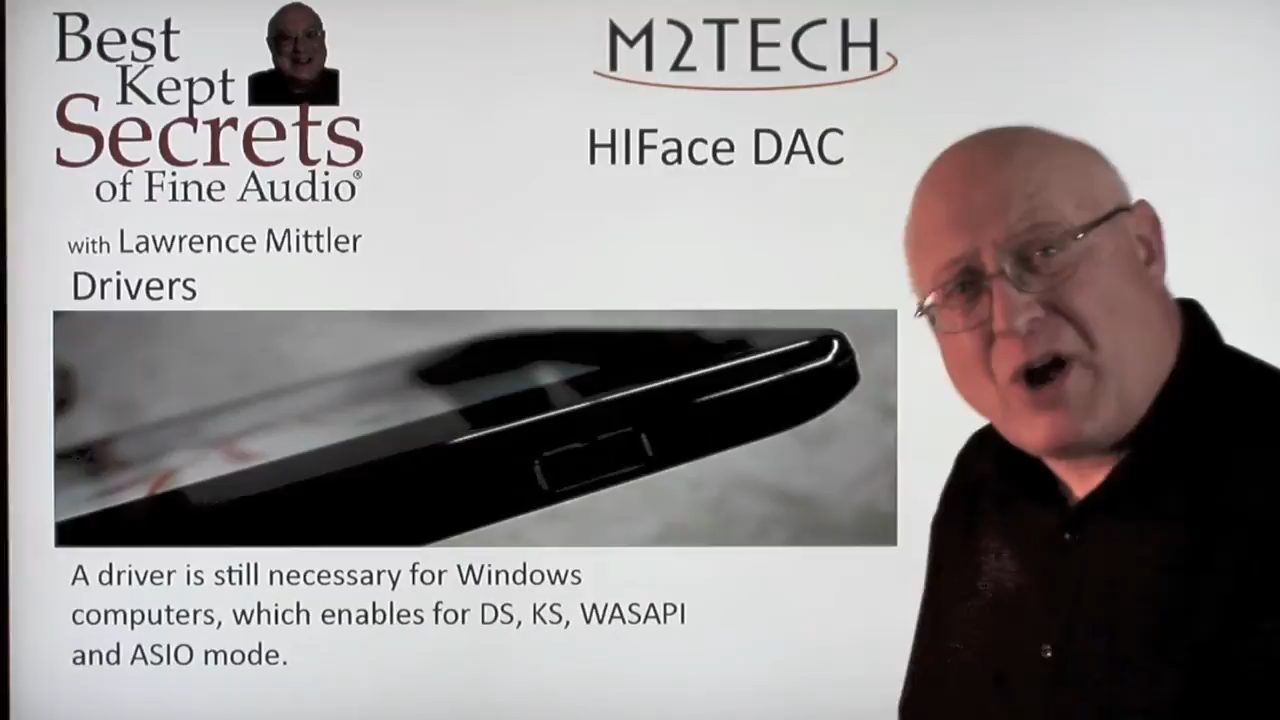 Best
Kept
Secrets
of Fine Audio®
with Lawrence Mittler
Drivers
M2TECH
HIFace DAC
A driver is still necessary for Windows
computers, which enables for DS, KS, WASAPI
and ASIO mode.